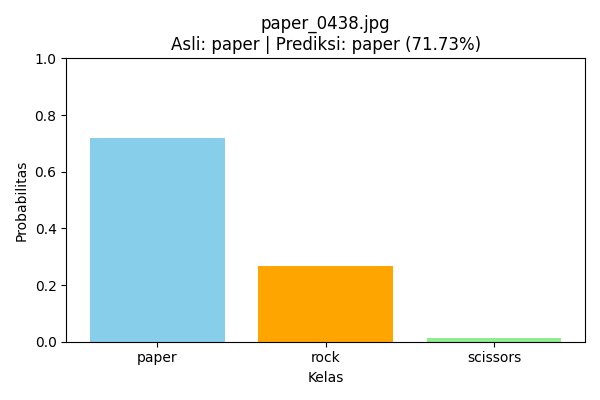 paper_0438.jpg
Asli: paper | Prediksi: paper (71.73%)
Probabilitas
1.0
0.8
0.6
0.4
0.2
0.0
paper
rock
scissors
Kelas